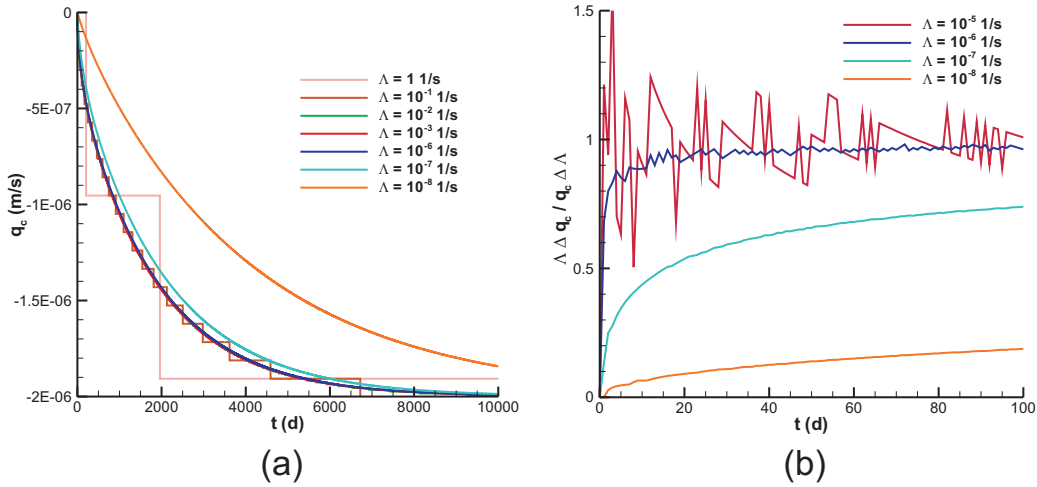 0
-5E-07
-1E-06
-1.5E-06
-2E-06
q_c (m/s)
0
2000
4000
6000
8000
10000
t (d)
Λ = 1 1/s
Λ = 10⁻¹ 1/s
Λ = 10⁻² 1/s
Λ = 10⁻³ 1/s
Λ = 10⁻⁶ 1/s
Λ = 10⁻⁷ 1/s
Λ = 10⁻⁸ 1/s
(a)
1.5
1
0.5
0
Λ Δ q_c / q_c Δ Λ
0
20
40
60
80
100
t (d)
Λ = 10⁻⁵ 1/s
Λ = 10⁻⁶ 1/s
Λ = 10⁻⁷ 1/s
Λ = 10⁻⁸ 1/s
(b)